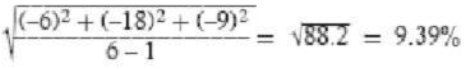 √((–6)² + (–18)² + (–9)² / 6 – 1) = √88.2 = 9.39%